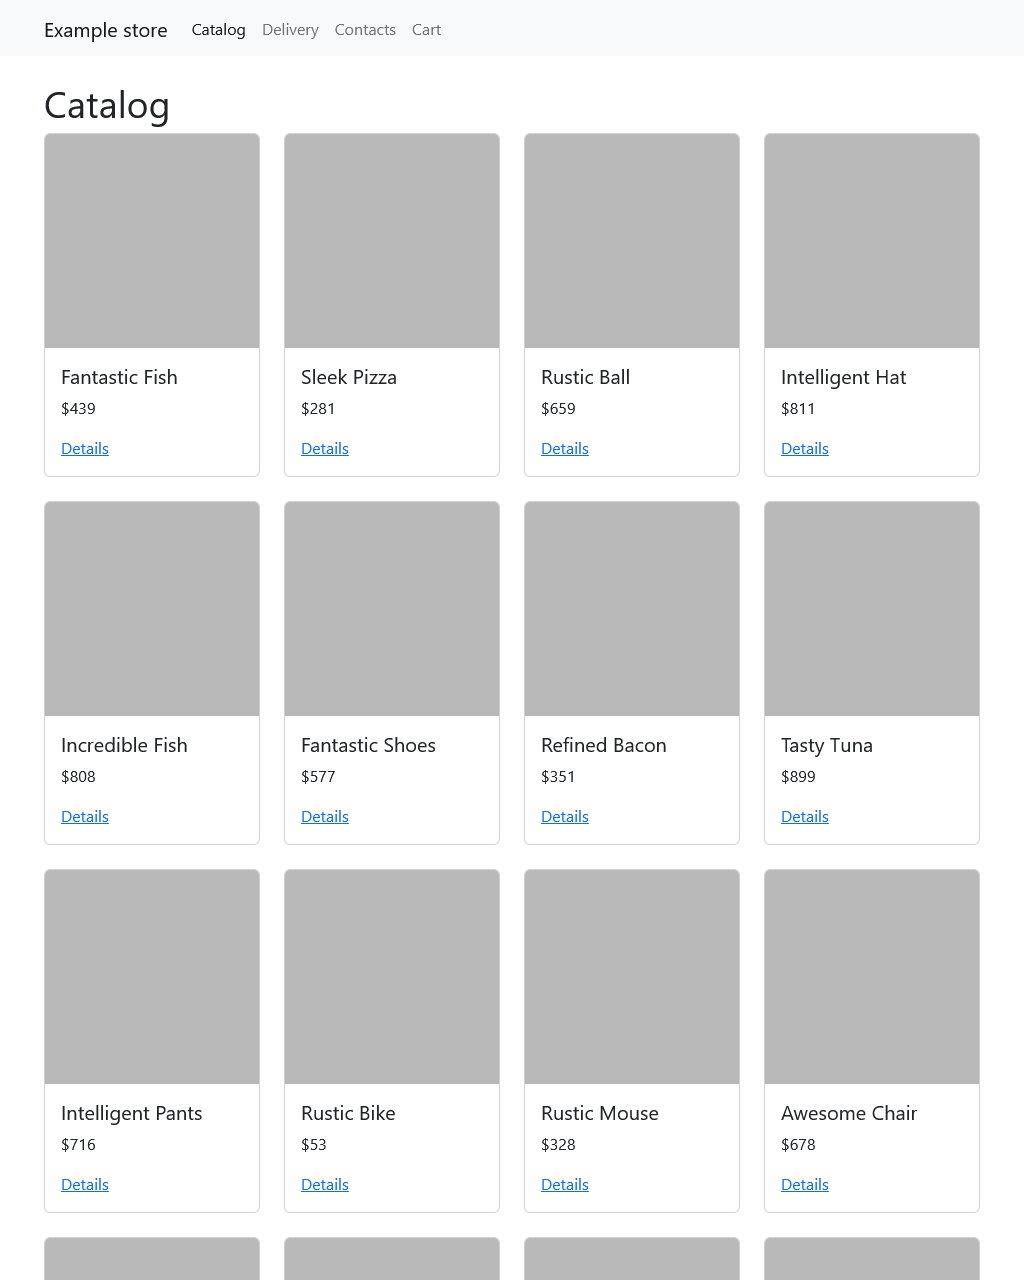 Example store Catalog Delivery Contacts Cart
Catalog
Fantastic Fish
$439
Details
Sleek Pizza
$281
Details
Rustic Ball
$659
Details
Intelligent Hat
$811
Details
Incredible Fish
$808
Details
Fantastic Shoes
$577
Details
Refined Bacon
$351
Details
Tasty Tuna
$899
Details
Intelligent Pants
$716
Details
Rustic Bike
$53
Details
Rustic Mouse
$328
Details
Awesome Chair
$678
Details